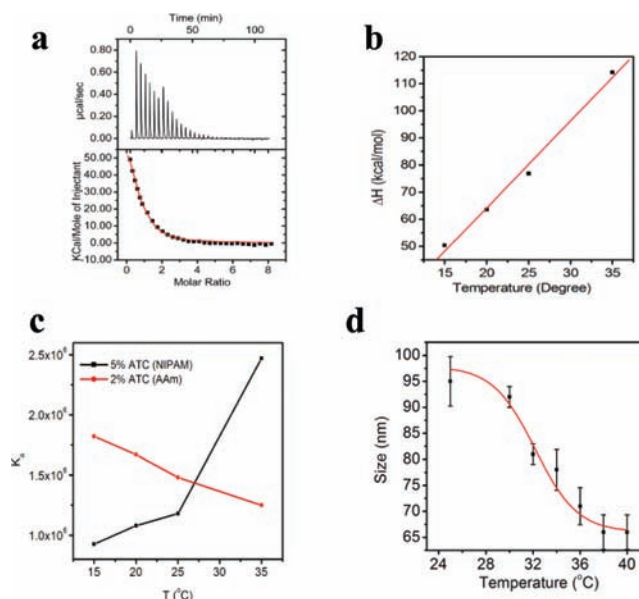 a
Time (min)
0 50 100
0.80
0.60
0.40
0.20
0.00
µcal/sec
50.00
40.00
30.00
20.00
10.00
0.00
-10.00
KCal/Mole of Injectant
0 2 4 6 8
Molar Ratio
b
120
110
100
90
80
70
60
50
ΔH (kcal/mol)
15 20 25 30 35
Temperature (Degree)
c
5% ATC (NIPAM)
2% ATC (AAm)
2.5x10⁶
2.0x10⁶
1.5x10⁶
1.0x10⁶
15 20 25 30 35
T (°C)
d
100
95
90
85
80
75
70
65
Size (nm)
24 28 32 36 40
Temperature (°C)